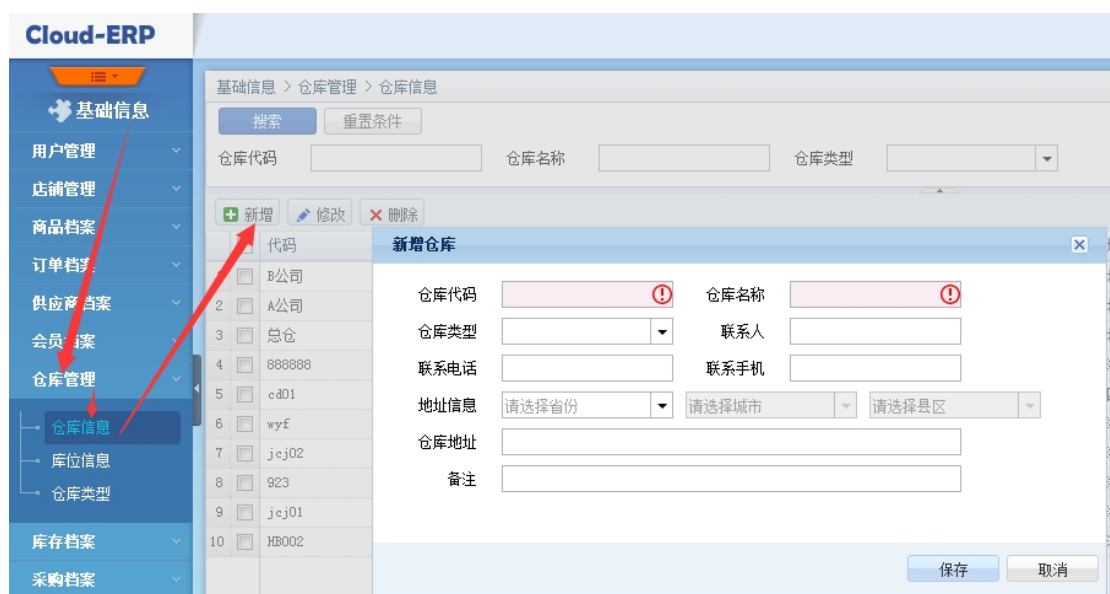 Cloud-ERP
基础信息
用户管理
店铺管理
商品档案
订单档案
供应商档案
会员档案
仓库管理
仓库信息
库位信息
仓库类型
库存档案
采购档案
基础信息 > 仓库管理 > 仓库信息
搜索 重置条件
仓库代码 仓库名称 仓库类型
新增 修改 删除
代码
B公司
2 A公司
3 总仓
4 888888
5 cd01
6 wyf
7 jcj02
8 923
9 jcj01
10 HB002
新增仓库
仓库代码 仓库名称
仓库类型 联系人
联系电话 联系手机
地址信息 请选择省份 请选择城市 请选择县区
仓库地址
备注
保存 取消